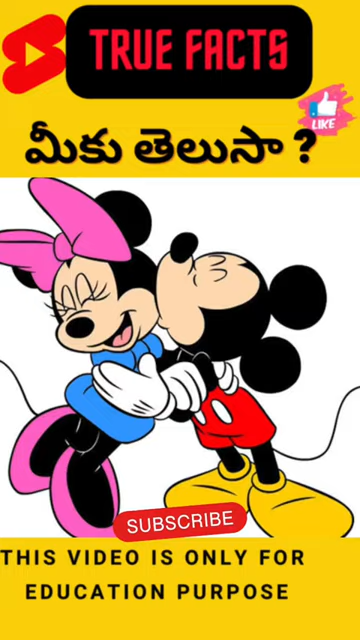 TRUE FACTS
LIKE
మీకు తెలుసా ?
SUBSCRIBE
THIS VIDEO IS ONLY FOR
EDUCATION PURPOSE